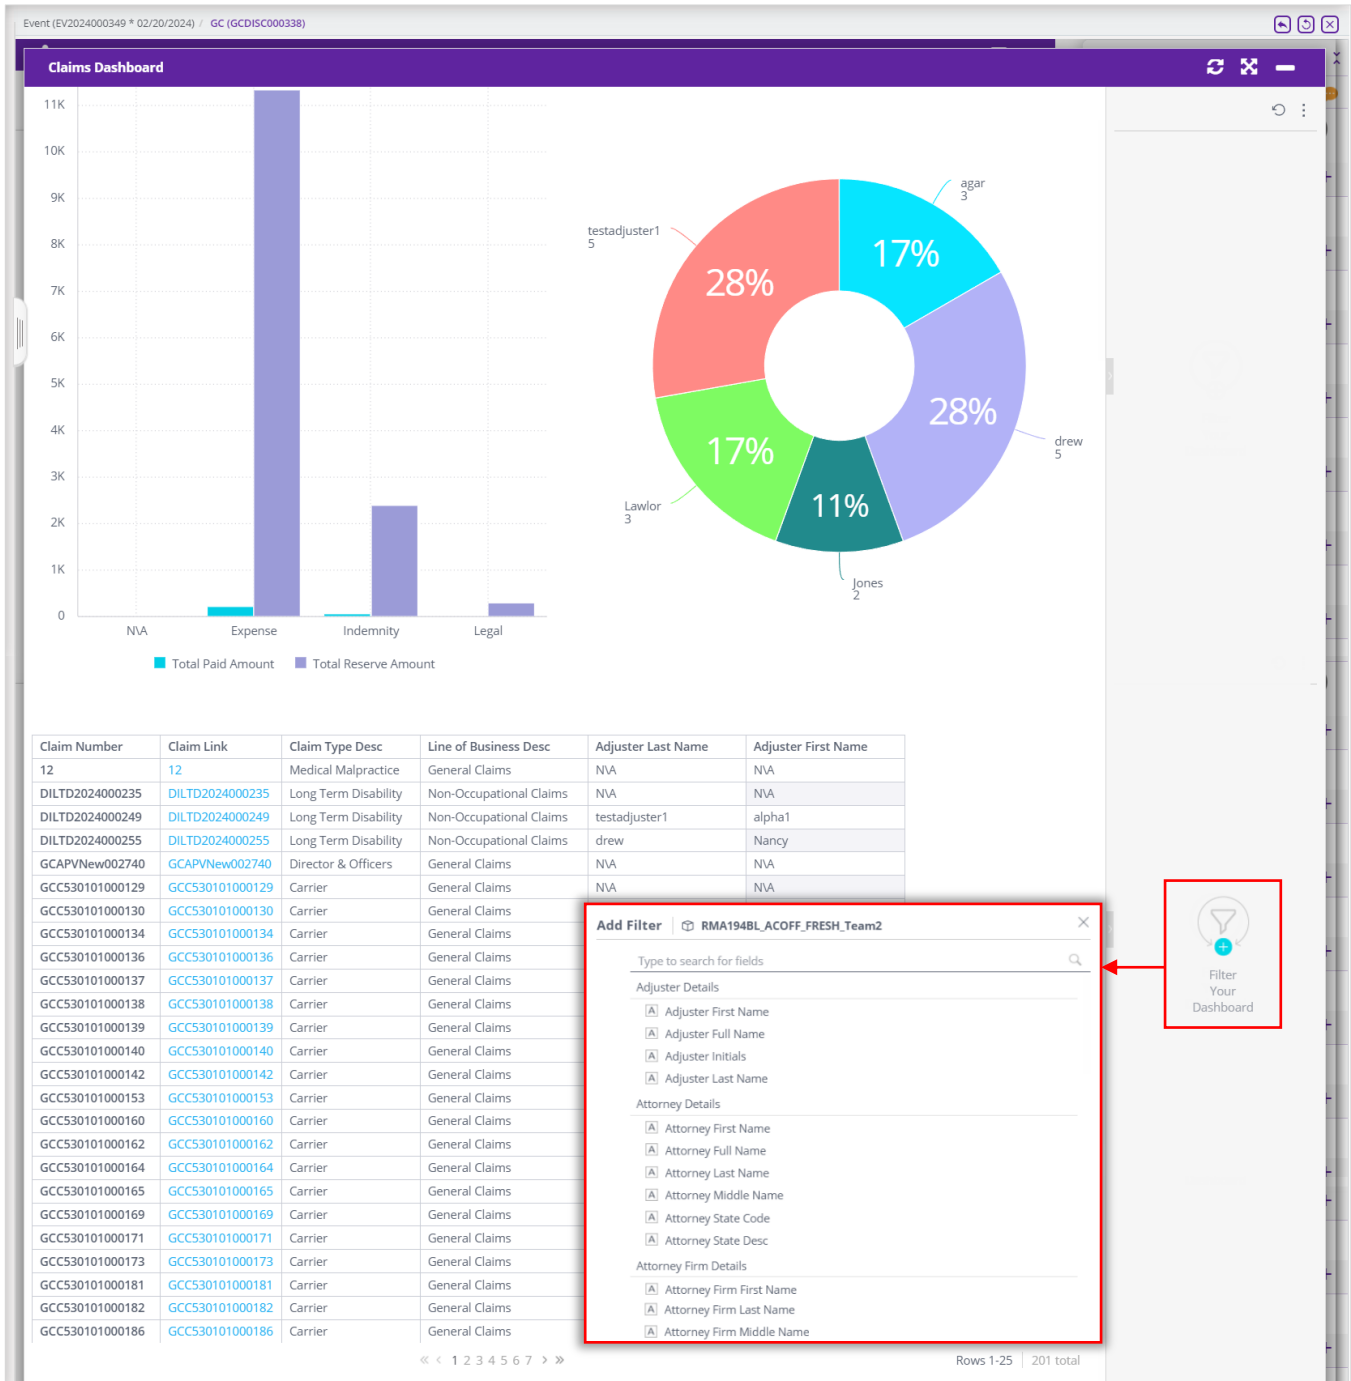 Event (EV2024000349 * 02/20/2024) / GC (GCDISC000338)
Claims Dashboard
11K
10K
9K
8K
7K
6K
5K
4K
3K
2K
1K
0
N\A Expense Indemnity Legal
Total Paid Amount Total Reserve Amount
agar
3
17%
testadjuster1
5
28%
28%
drew
5
17%
Lawlor
3
11%
Jones
2
Claim Number Claim Link Claim Type Desc Line of Business Desc Adjuster Last Name Adjuster First Name
12 12 Medical Malpractice General Claims N\A N\A
DILTD2024000235 DILTD2024000235 Long Term Disability Non-Occupational Claims N\A N\A
DILTD2024000249 DILTD2024000249 Long Term Disability Non-Occupational Claims testadjuster1 alpha1
DILTD2024000255 DILTD2024000255 Long Term Disability Non-Occupational Claims drew Nancy
GCAPVNew002740 GCAPVNew002740 Director & Officers General Claims N\A N\A
GCC530101000129 GCC530101000129 Carrier General Claims N\A N\A
GCC530101000130 GCC530101000130 Carrier General Claims
GCC530101000134 GCC530101000134 Carrier General Claims
GCC530101000136 GCC530101000136 Carrier General Claims
GCC530101000137 GCC530101000137 Carrier General Claims
GCC530101000138 GCC530101000138 Carrier General Claims
GCC530101000139 GCC530101000139 Carrier General Claims
GCC530101000140 GCC530101000140 Carrier General Claims
GCC530101000142 GCC530101000142 Carrier General Claims
GCC530101000153 GCC530101000153 Carrier General Claims
GCC530101000160 GCC530101000160 Carrier General Claims
GCC530101000162 GCC530101000162 Carrier General Claims
GCC530101000164 GCC530101000164 Carrier General Claims
GCC530101000165 GCC530101000165 Carrier General Claims
GCC530101000169 GCC530101000169 Carrier General Claims
GCC530101000171 GCC530101000171 Carrier General Claims
GCC530101000173 GCC530101000173 Carrier General Claims
GCC530101000181 GCC530101000181 Carrier General Claims
GCC530101000182 GCC530101000182 Carrier General Claims
GCC530101000186 GCC530101000186 Carrier General Claims
« < 1 2 3 4 5 6 7 > » Rows 1-25 201 total
Add Filter RMA194BL_ACOFF_FRESH_Team2
Type to search for fields
Adjuster Details
A Adjuster First Name
A Adjuster Full Name
A Adjuster Initials
A Adjuster Last Name
Attorney Details
A Attorney First Name
A Attorney Full Name
A Attorney Last Name
A Attorney Middle Name
A Attorney State Code
A Attorney State Desc
Attorney Firm Details
A Attorney Firm First Name
A Attorney Firm Last Name
A Attorney Firm Middle Name
Filter
Your
Dashboard